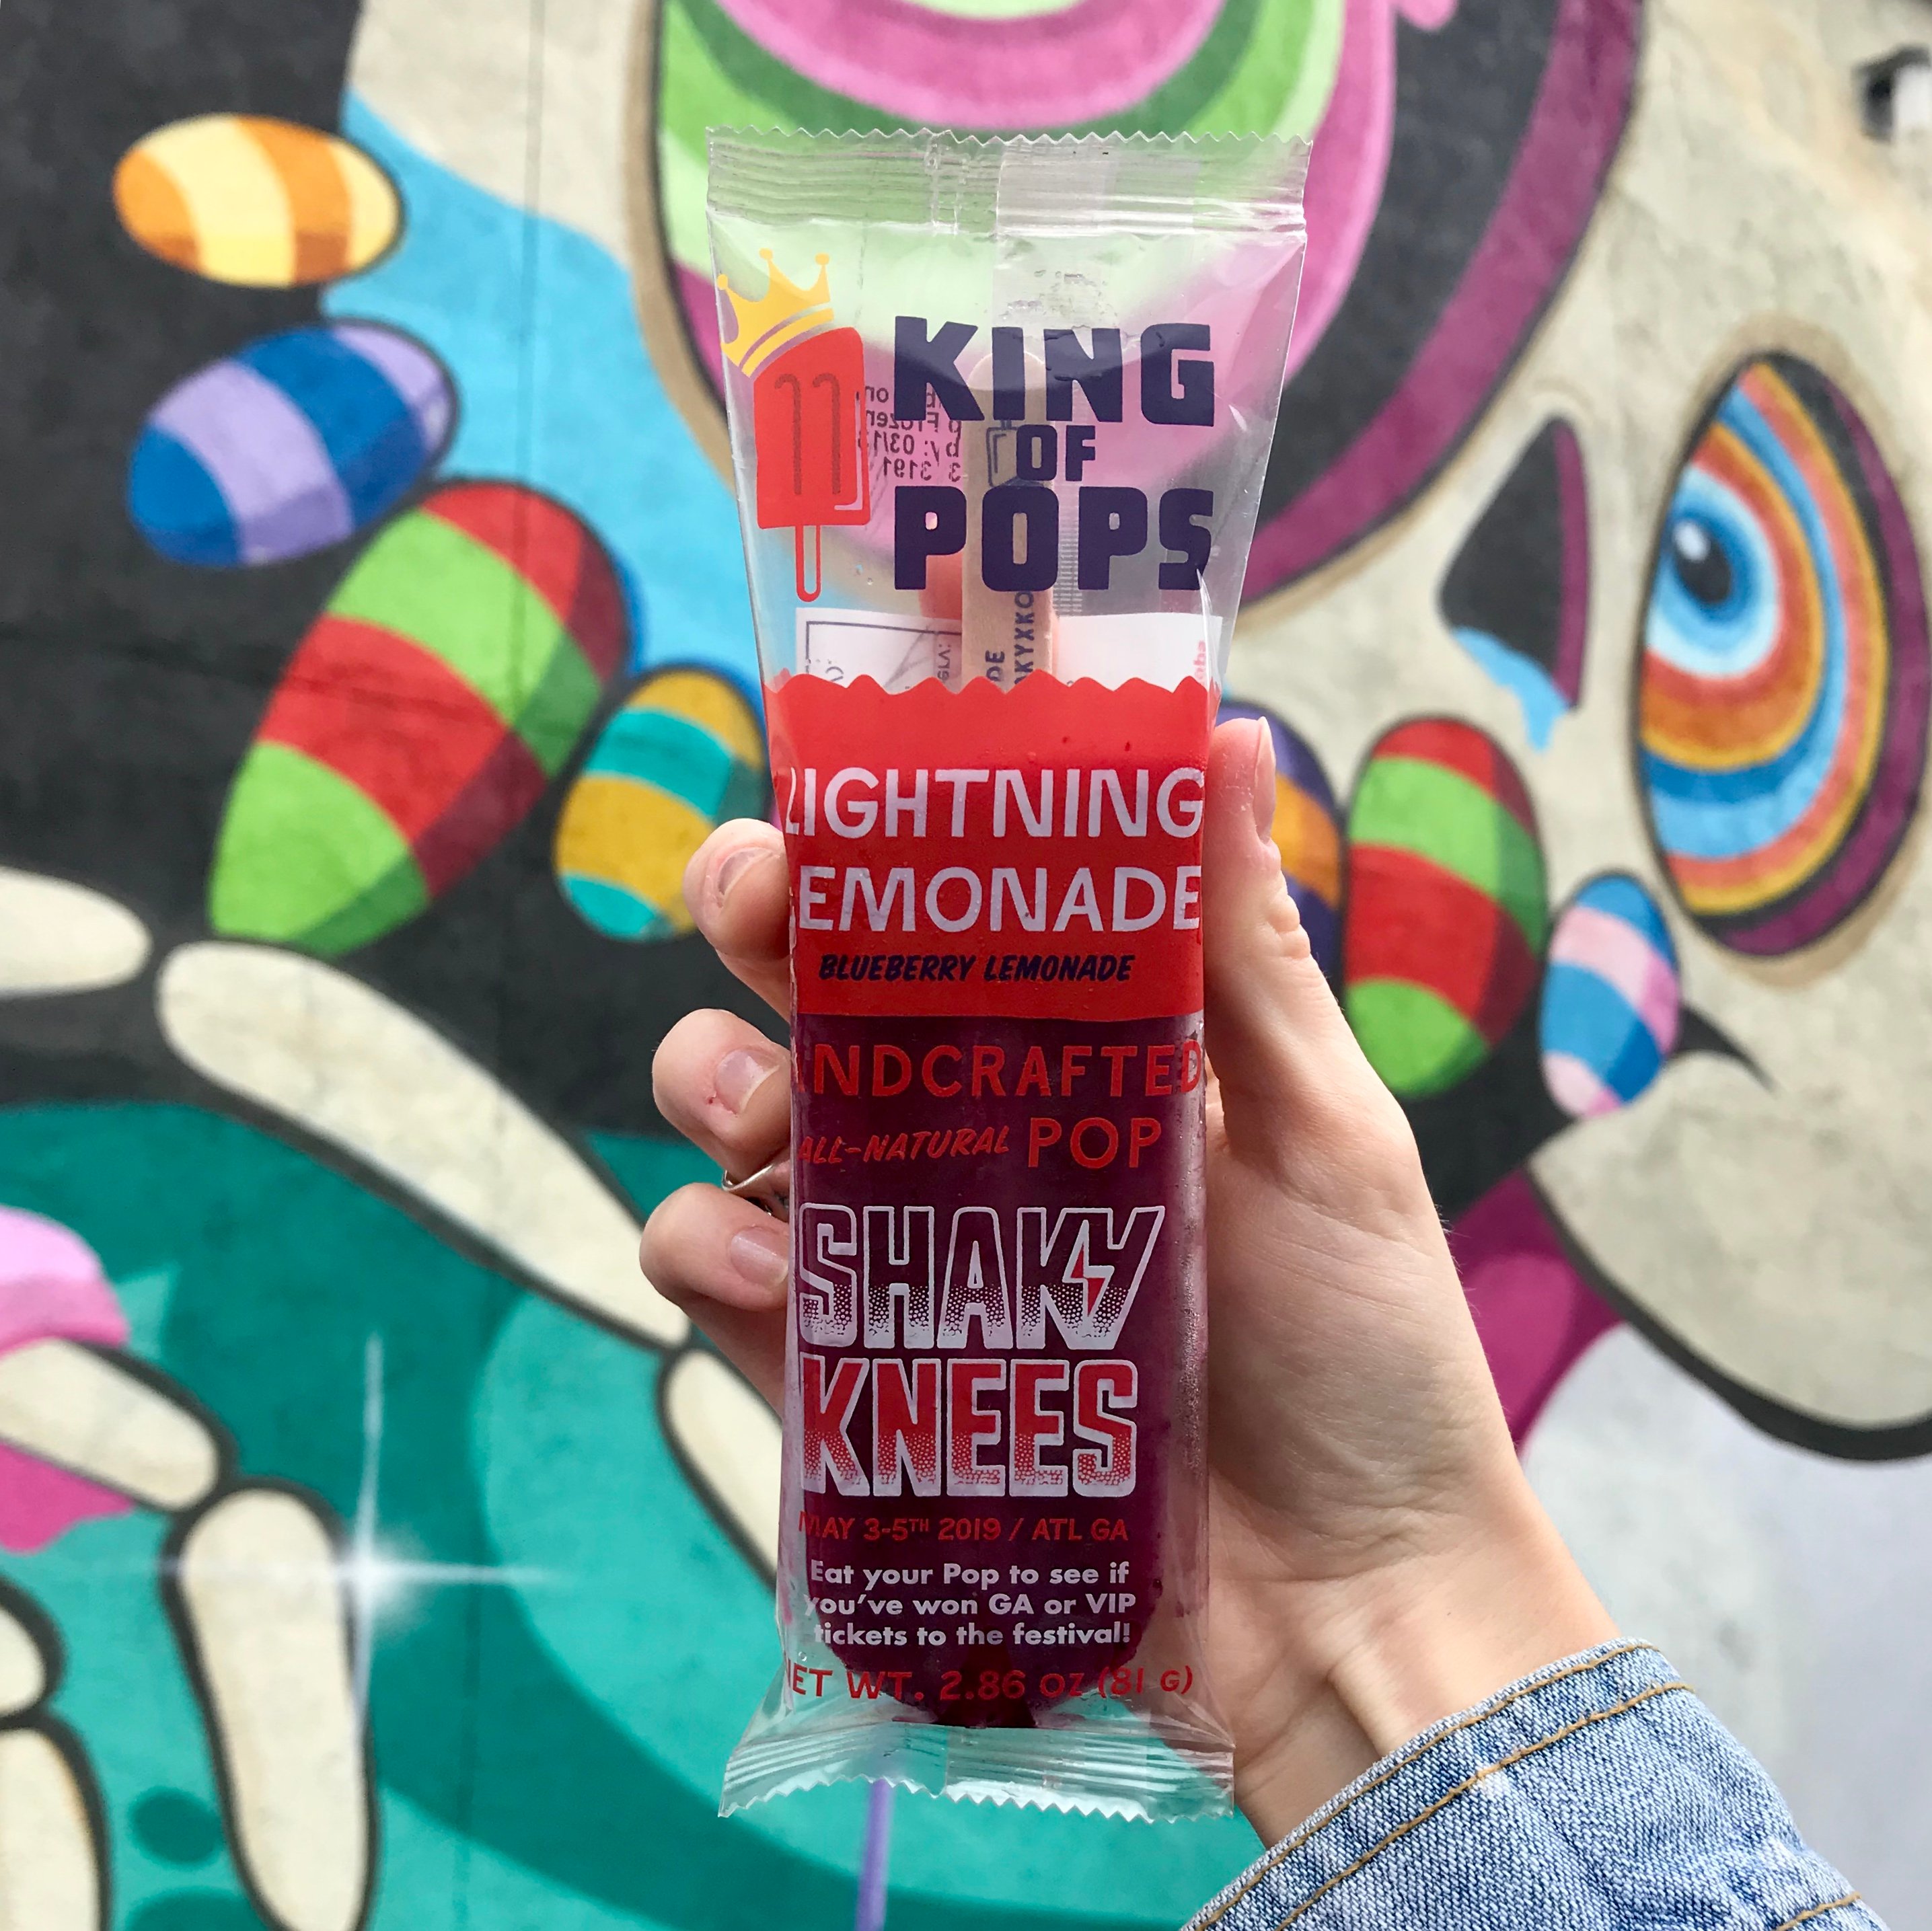 KING
OF
POPS
LIGHTNING
LEMONADE
BLUEBERRY LEMONADE
NDCRAFTED
ALL-NATURAL POP
SHAKY
KNEES
MAY 3-5TH 2019 / ATL GA
Eat your Pop to see if
you've won GA or VIP
tickets to the festival!
NET WT. 2.86 OZ (81 G)